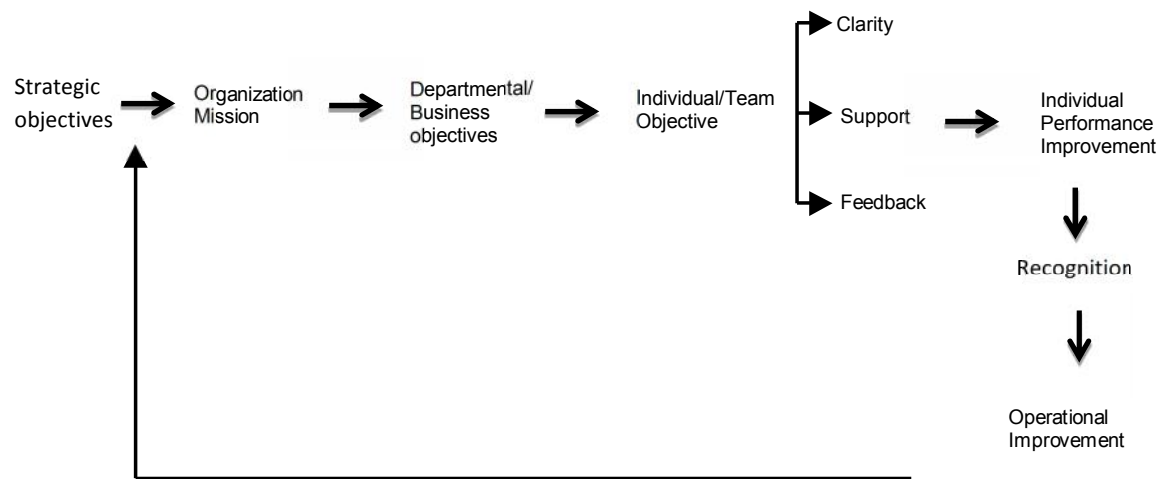 Strategic
objectives
Organization
Mission
Departmental/
Business
objectives
Individual/Team
Objective
Clarity
Support
Feedback
Individual
Performance
Improvement
Recognition
Operational
Improvement